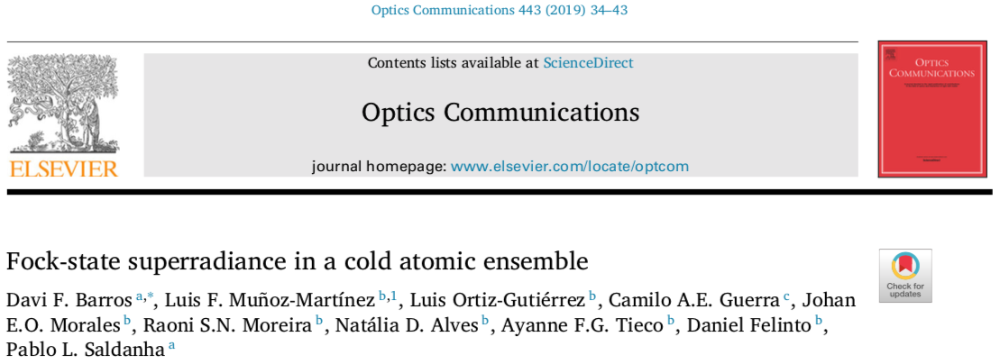 Optics Communications 443 (2019) 34–43
Contents lists available at ScienceDirect
Optics Communications
journal homepage: www.elsevier.com/locate/optcom
ELSEVIER
OPTICS
COMMUNICATIONS
Fock-state superradiance in a cold atomic ensemble
Davi F. Barros a,*, Luis F. Muñoz-Martínez b,1, Luis Ortiz-Gutiérrez b, Camilo A.E. Guerra c, Johan
E.O. Morales b, Raoni S.N. Moreira b, Natália D. Alves b, Ayanne F.G. Tieco b, Daniel Felinto b,
Pablo L. Saldanha a
Check for
updates